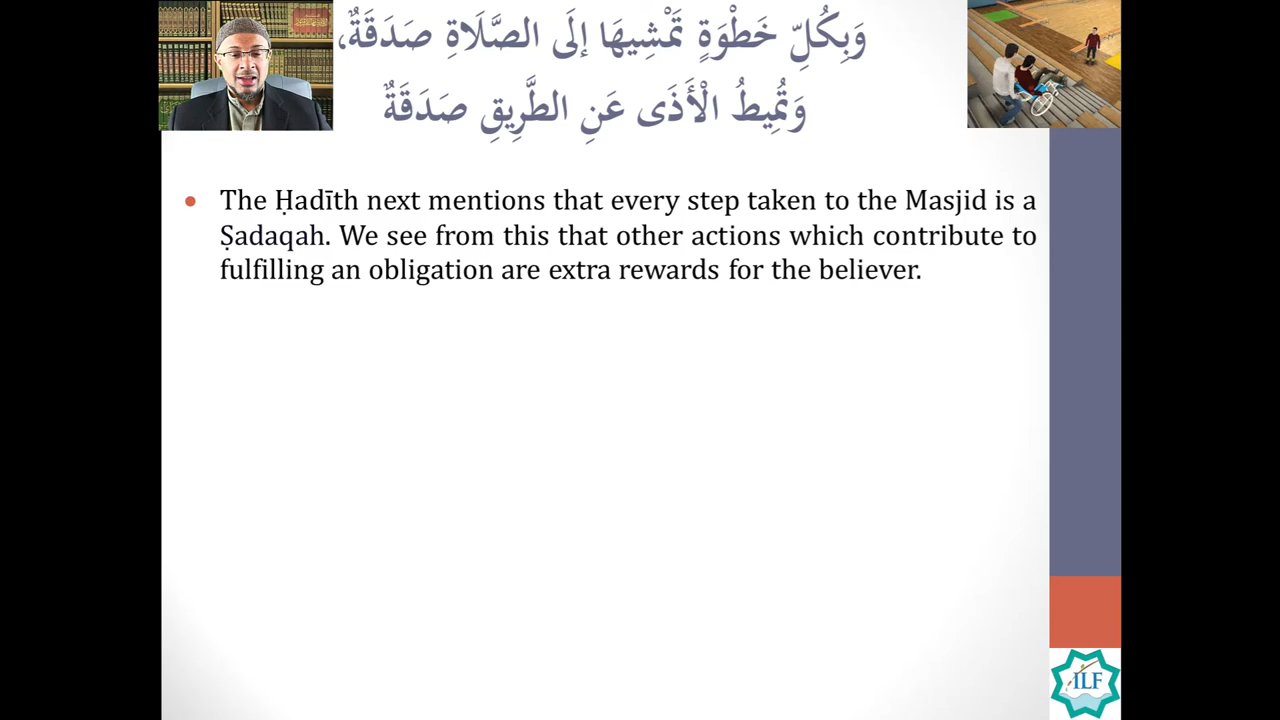 وَبِكُلِّ خَطْوَةٍ تَمْشِيهَا إِلَى الصَّلَاةِ صَدَقَةٌ،
وَتُمِيطُ الْأَذَى عَنِ الطَّرِيقِ صَدَقَةٌ
• The Ḥadīth next mentions that every step taken to the Masjid is a
Ṣadaqah. We see from this that other actions which contribute to
fulfilling an obligation are extra rewards for the believer.
ILF